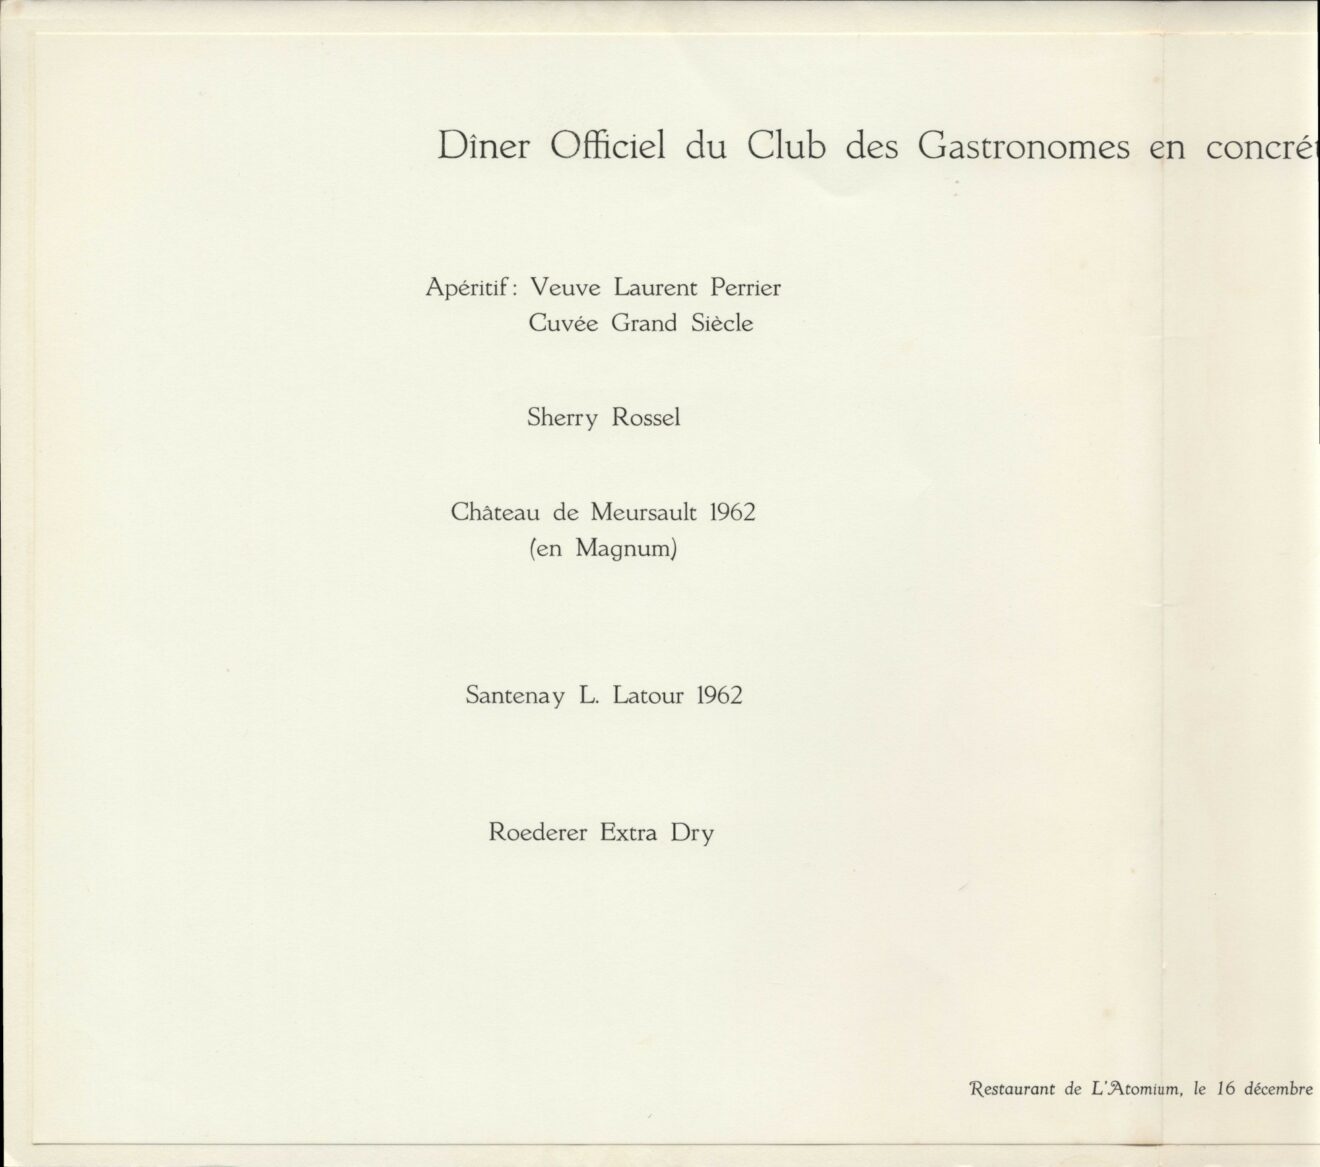 Dîner Officiel du Club des Gastronomes en concré
Apéritif: Veuve Laurent Perrier
Cuvée Grand Siècle
Sherry Rossel
Château de Meursault 1962
(en Magnum)
Santenay L. Latour 1962
Roederer Extra Dry
Restaurant de L'Atomium, le 16 décembre